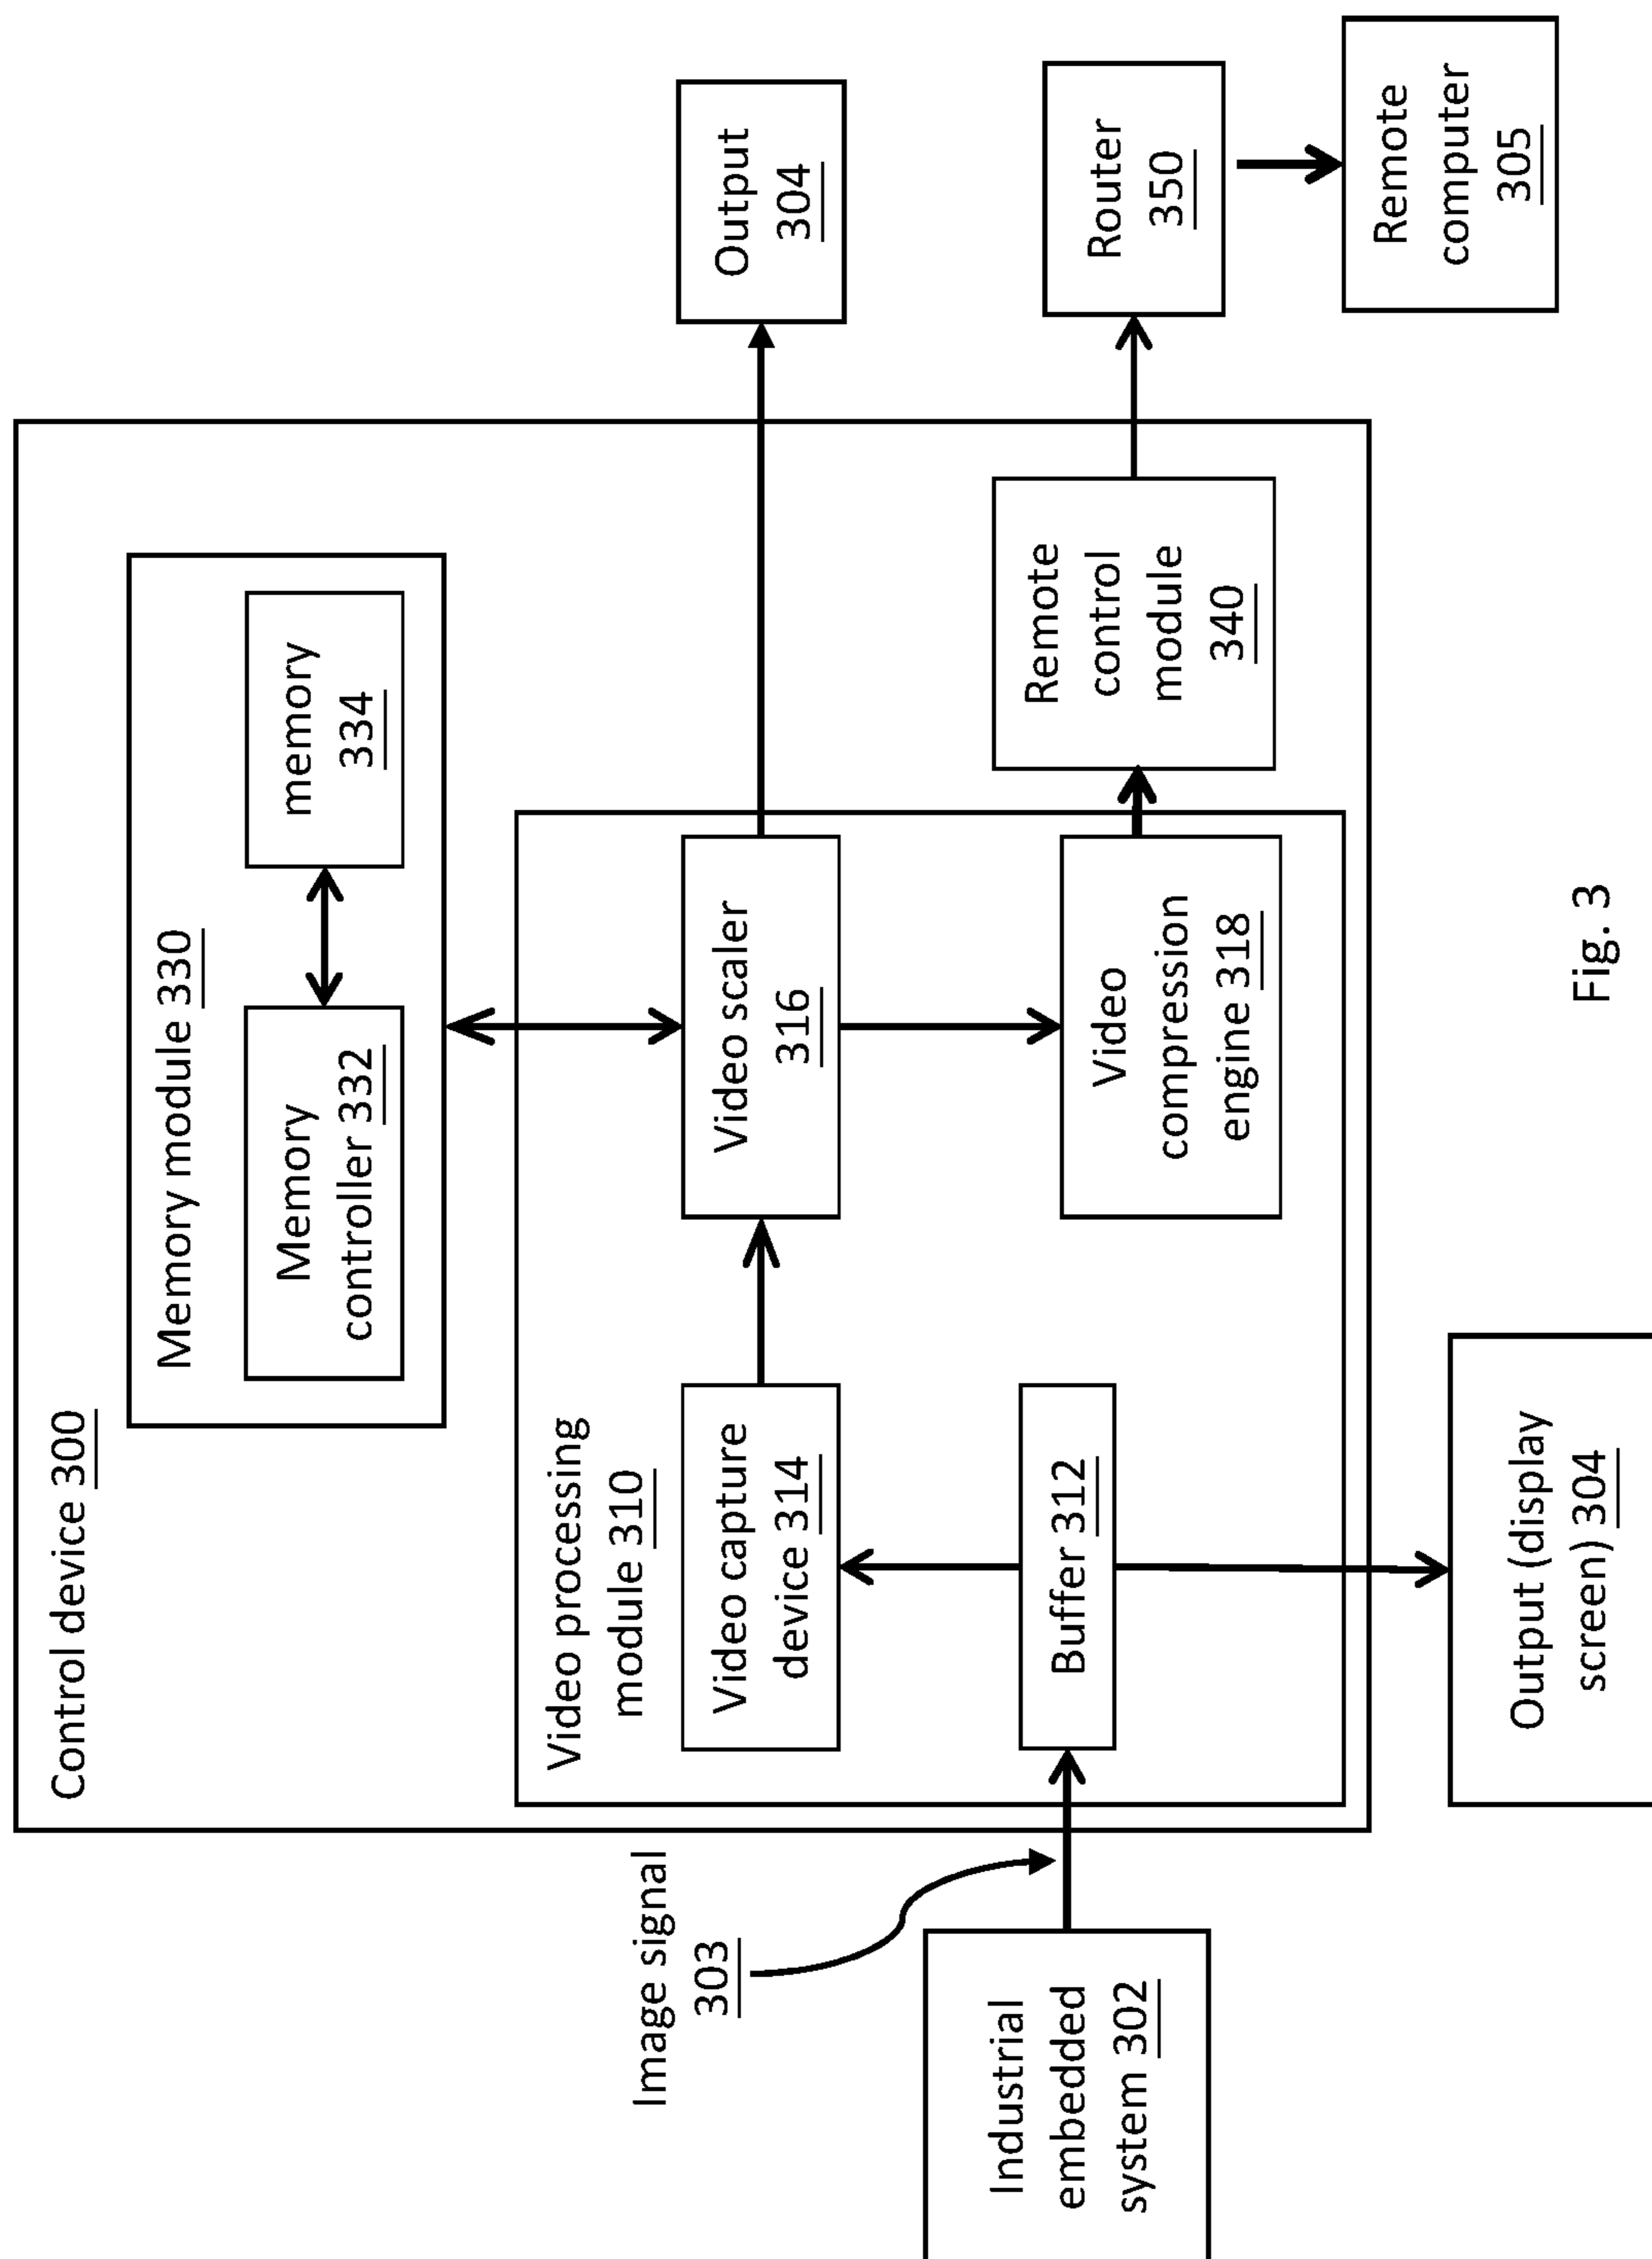 Control device 300
Memory module 330
Memory
controller 332
memory
334
Video processing
module 310
Video capture
device 314
Video scaler
316
Output
304
Image signal
303
Industrial
embedded
system 302
Buffer 312
Video
compression
engine 318
Remote
control
module
340
Router
350
Remote
computer
305
Output (display
screen) 304
Fig. 3